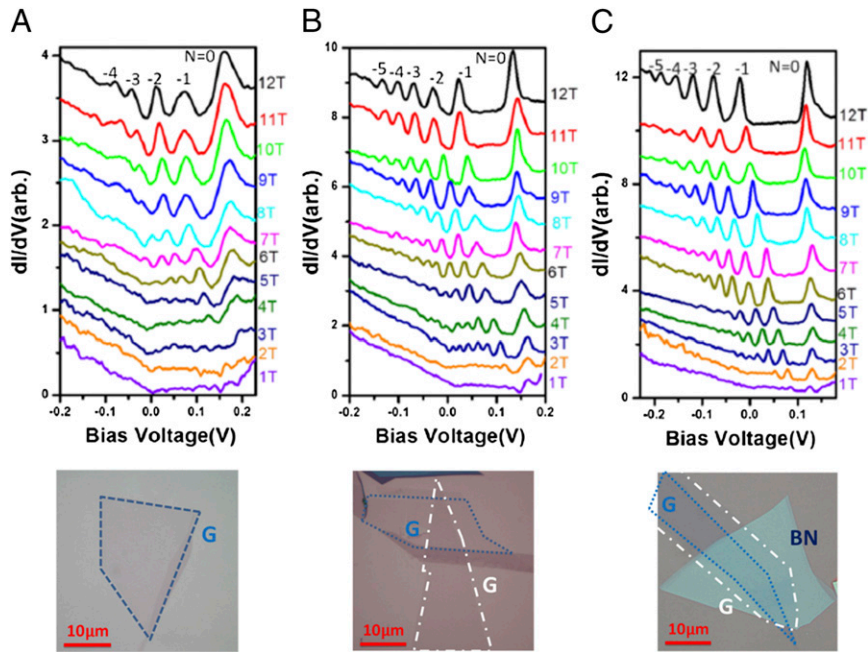 A
B
C
dI/dV(arb.)
4
3
2
1
0
-4
-3
-2
-1
N=0
12T
11T
10T
9T
8T
7T
6T
5T
4T
3T
2T
1T
-0.2
-0.1
0.0
0.1
0.2
Bias Voltage(V)
dI/dV(arb.)
10
8
6
4
2
0
-5
-4
-3
-2
-1
N=0
12T
11T
10T
9T
8T
7T
6T
5T
4T
3T
2T
1T
-0.2
-0.1
0.0
0.1
0.2
Bias Voltage(V)
dI/dV(arb.)
12
8
4
0
-5
-4
-3
-2
-1
N=0
12T
11T
10T
9T
8T
7T
6T
5T
4T
3T
2T
1T
-0.2
-0.1
0.0
0.1
Bias Voltage(V)
G
10μm
G
G
10μm
G
BN
G
10μm